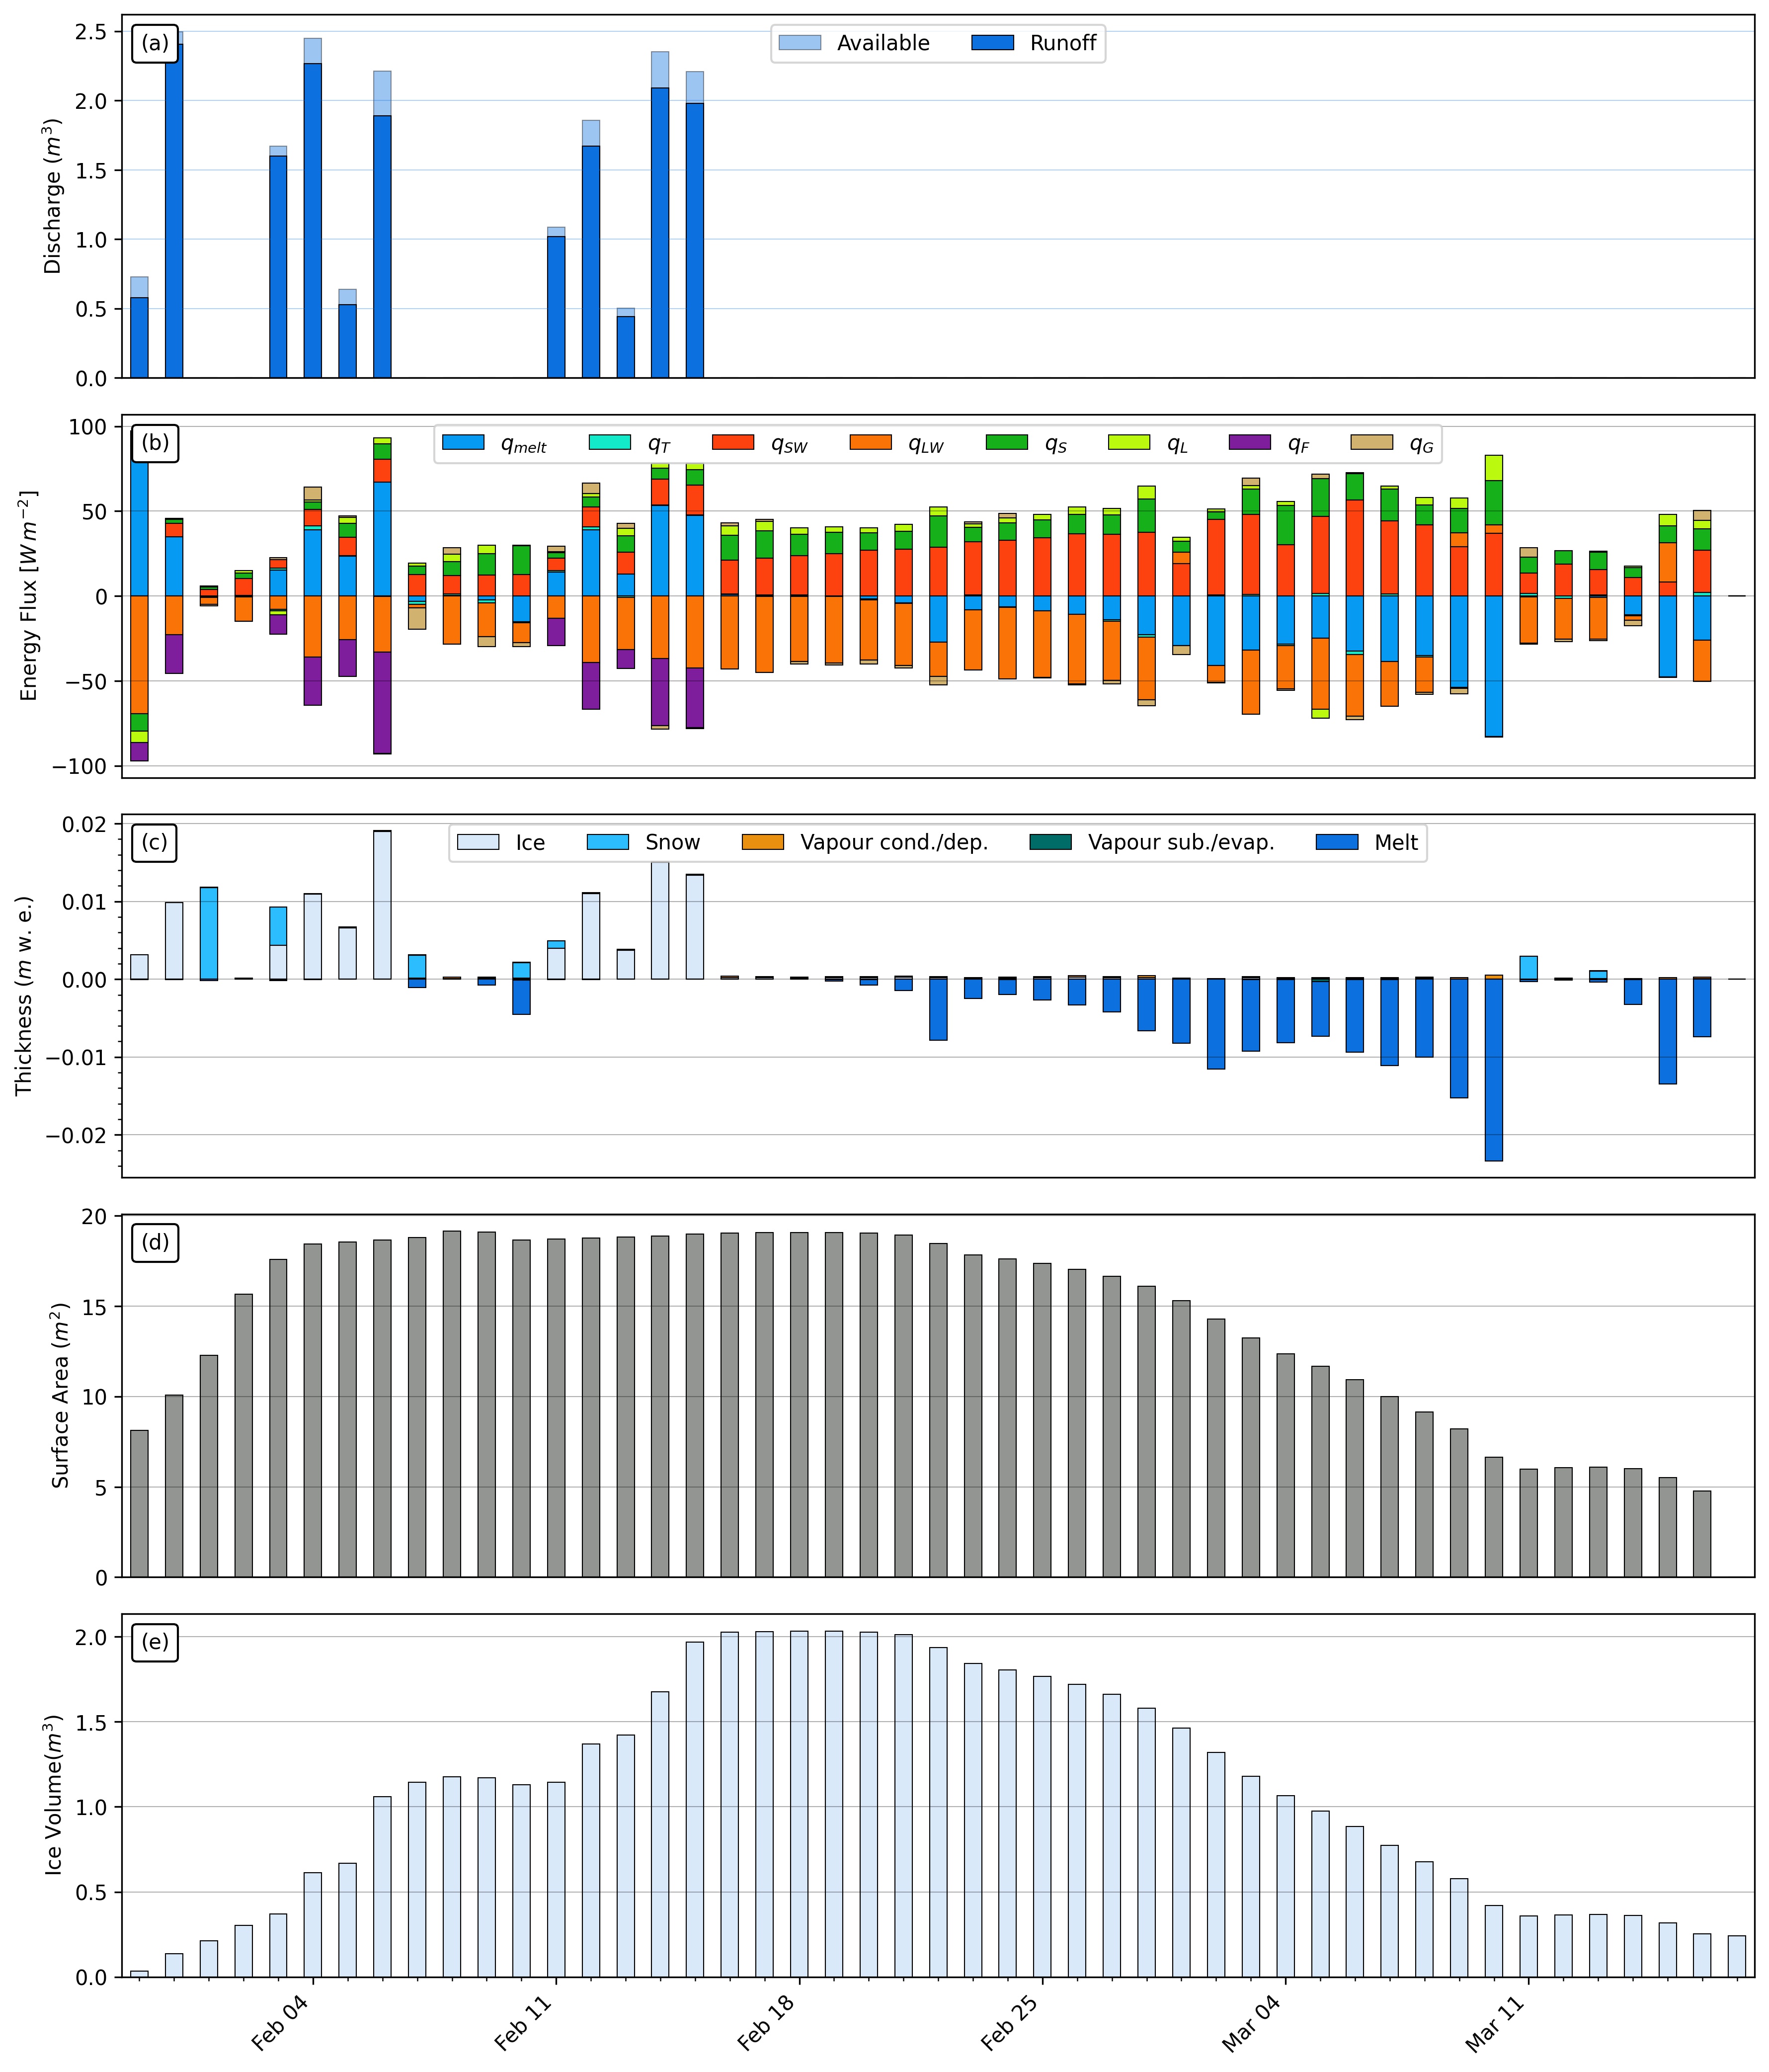 (a)
Available Runoff
2.5
2.0
1.5
1.0
0.5
0.0
Discharge (m³)
(b)
q_melt q_T q_SW q_LW q_S q_L q_F q_G
100
50
0
−50
−100
Energy Flux [W m⁻²]
(c)
Ice Snow Vapour cond./dep. Vapour sub./evap. Melt
0.02
0.01
0.00
−0.01
−0.02
Thickness (m w. e.)
(d)
20
15
10
5
0
Surface Area (m²)
(e)
2.0
1.5
1.0
0.5
0.0
Ice Volume(m³)
Feb 04 Feb 11 Feb 18 Feb 25 Mar 04 Mar 11